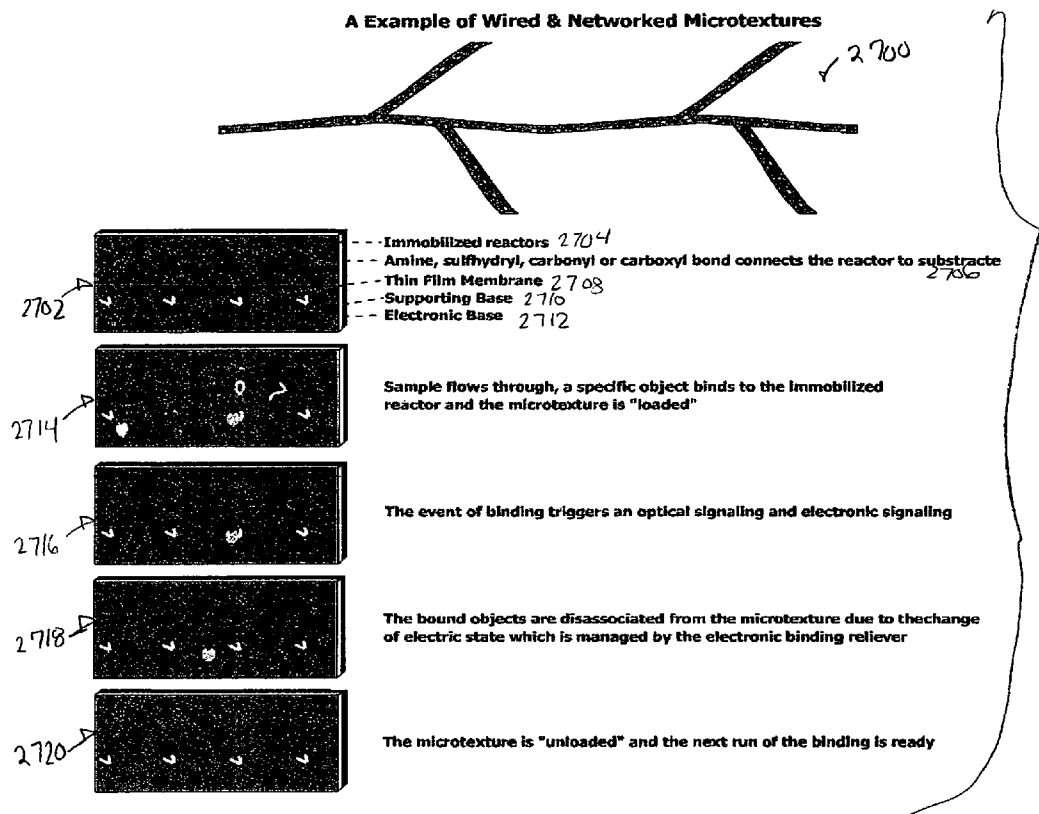 A Example of Wired & Networked Microtextures
2700
Immobilized reactors 2704
Amine, sulfhydryl, carbonyl or carboxyl bond connects the reactor to substracte
2706
Thin Film Membrane 2708
2702
Supporting Base 2710
Electronic Base 2712
Sample flows through, a specific object binds to the immobilized
reactor and the microtexture is "loaded"
2714
The event of binding triggers an optical signaling and electronic signaling
2716
The bound objects are disassociated from the microtexture due to thechange
of electric state which is managed by the electronic binding reliever
2718
The microtexture is "unloaded" and the next run of the binding is ready
2720